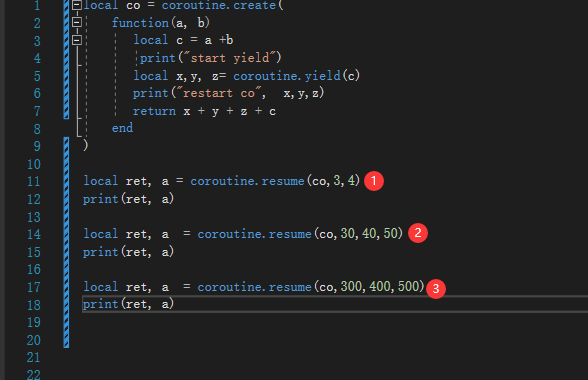 1 local co = coroutine.create(
2 function(a, b)
3 local c = a +b
4 print("start yield")
5 local x,y, z= coroutine.yield(c)
6 print("restart co",  x,y,z)
7 return x + y + z + c
8 end
9 )
10
11 local ret, a = coroutine.resume(co,3,4) 1
12 print(ret, a)
13
14 local ret, a  = coroutine.resume(co,30,40,50) 2
15 print(ret, a)
16
17 local ret, a  = coroutine.resume(co,300,400,500) 3
18 print(ret, a)
19
20
21
22